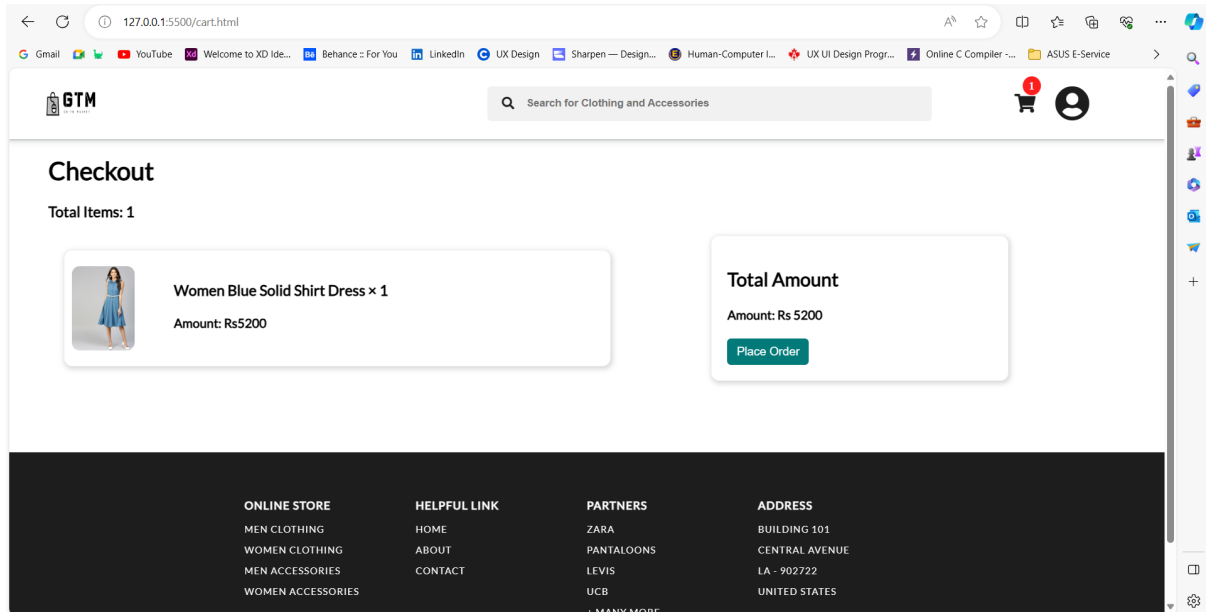 127.0.0.1:5500/cart.html
Gmail YouTube Welcome to XD Ide... Behance :: For You LinkedIn UX Design Sharpen — Design... Human-Computer I... UX UI Design Progr... Online C Compiler -... ASUS E-Service
GTM
Search for Clothing and Accessories
1
Checkout
Total Items: 1
Women Blue Solid Shirt Dress × 1
Amount: Rs5200
Total Amount
Amount: Rs 5200
Place Order
ONLINE STORE
MEN CLOTHING
WOMEN CLOTHING
MEN ACCESSORIES
WOMEN ACCESSORIES
HELPFUL LINK
HOME
ABOUT
CONTACT
PARTNERS
ZARA
PANTALOONS
LEVIS
UCB
+ MANY MORE
ADDRESS
BUILDING 101
CENTRAL AVENUE
LA - 902722
UNITED STATES